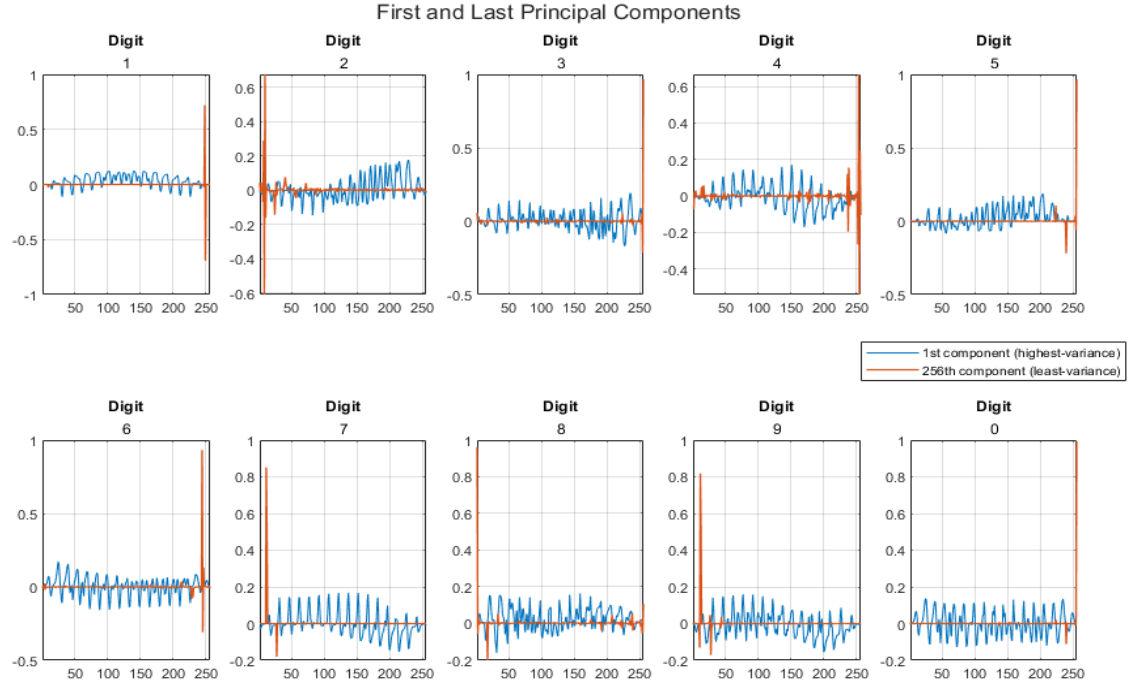 First and Last Principal Components
Digit Digit Digit Digit Digit
1 2 3 4 5
1 0.5 0 -0.5 -1
50 100 150 200 250
0.6 0.4 0.2 0 -0.2 -0.4 -0.6
50 100 150 200 250
1 0.5 0 -0.5
50 100 150 200 250
0.6 0.4 0.2 0 -0.2 -0.4
50 100 150 200 250
1 0.5 0 -0.5
50 100 150 200 250
1st component (highest-variance)
256th component (least-variance)
Digit Digit Digit Digit Digit
6 7 8 9 0
1 0.5 0 -0.5
50 100 150 200 250
1 0.8 0.6 0.4 0.2 0 -0.2
50 100 150 200 250
1 0.8 0.6 0.4 0.2 0 -0.2
50 100 150 200 250
1 0.8 0.6 0.4 0.2 0 -0.2
50 100 150 200 250
1 0.8 0.6 0.4 0.2 0 -0.2
50 100 150 200 250